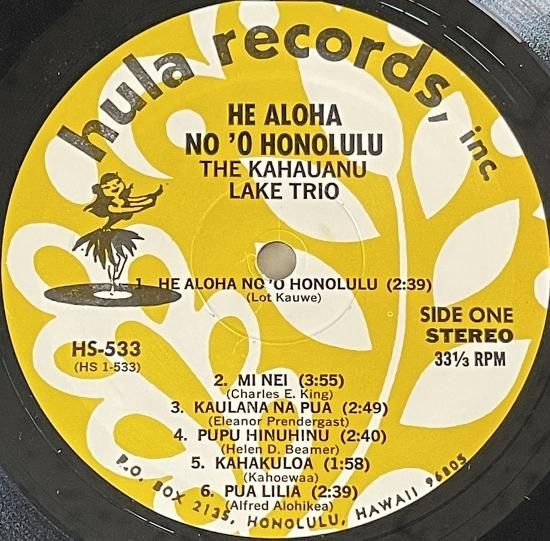 hula records, inc.
HE ALOHA
NO 'O HONOLULU
THE KAHAUANU
LAKE TRIO
1. HE ALOHA NO 'O HONOLULU (2:39)
(Lot Kauwe)
SIDE ONE
STEREO
33⅓ RPM
HS-533
(HS 1-533)
2. MI NEI (3:55)
(Charles E. King)
3. KAULANA NA PUA (2:49)
(Eleanor Prendergast)
4. PUPU HINUHINU (2:40)
(Helen D. Beamer)
5. KAHAKULOA (1:58)
(Kahoewaa)
6. PUA LILIA (2:39)
(Alfred Alohikea)
P.O. BOX 2135, HONOLULU, HAWAII 96805